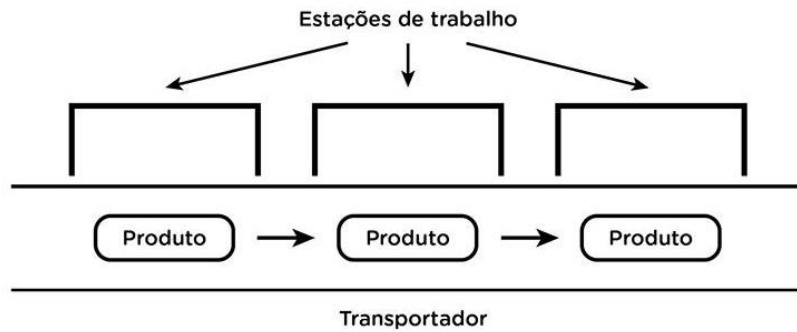 Estações de trabalho
Produto
Produto
Produto
Transportador